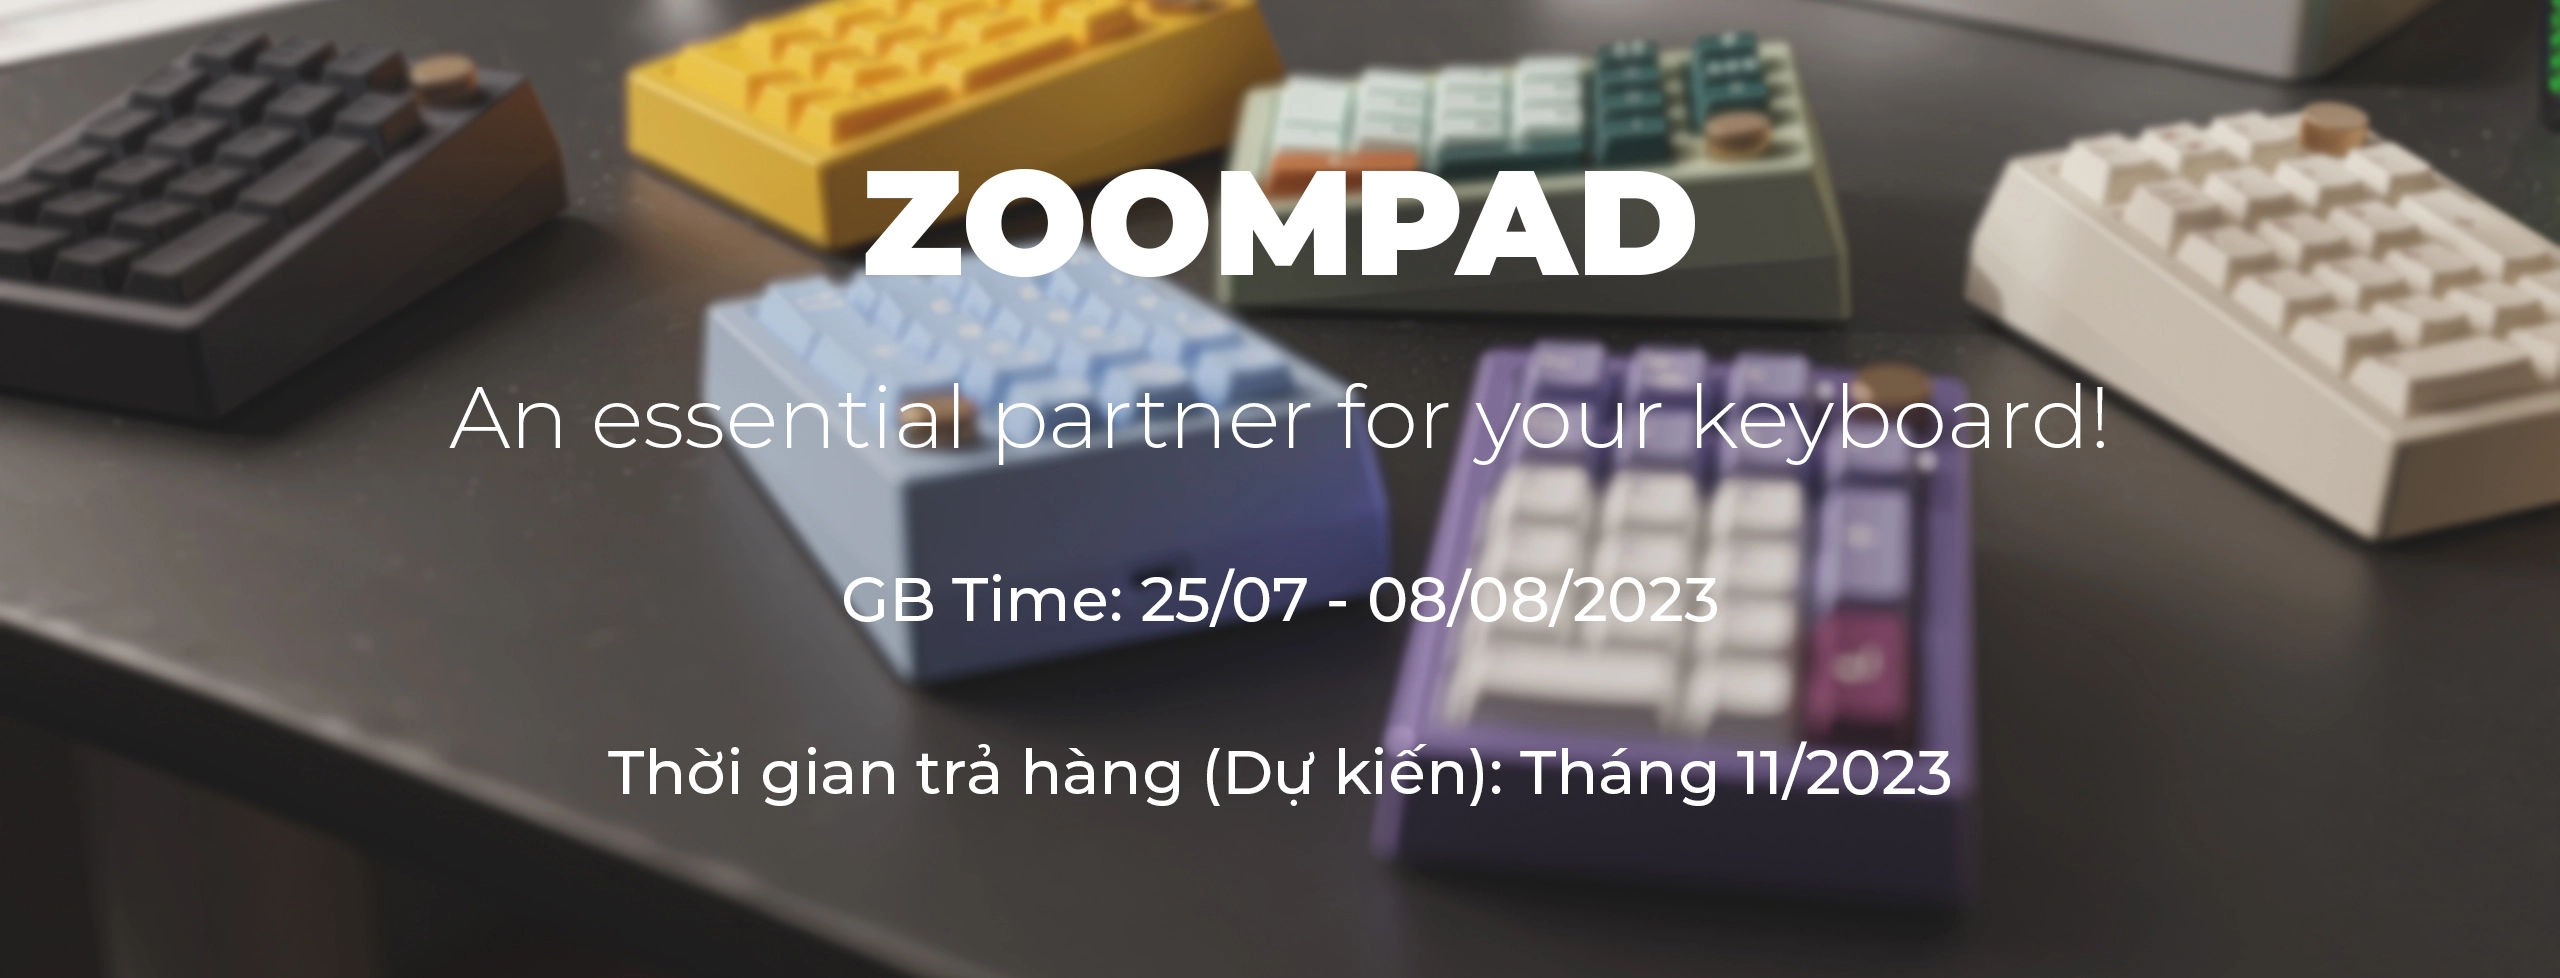 ZOOMPAD
An essential partner for your keyboard!
GB Time: 25/07 - 08/08/2023
Thời gian trả hàng (Dự kiến): Tháng 11/2023